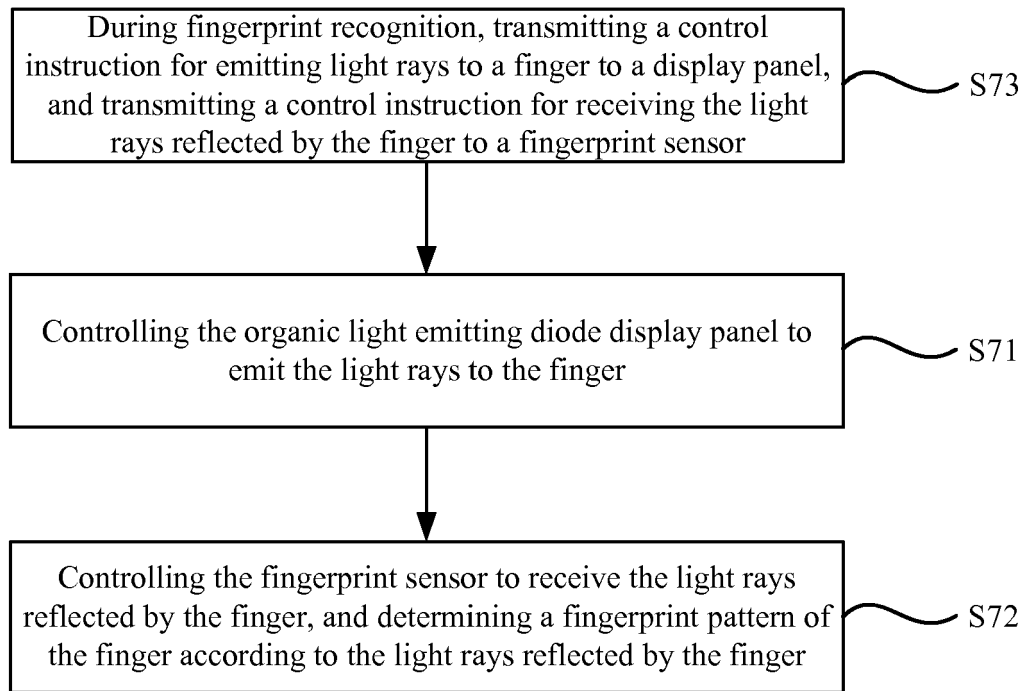 During fingerprint recognition, transmitting a control
instruction for emitting light rays to a finger to a display panel,
and transmitting a control instruction for receiving the light
rays reflected by the finger to a fingerprint sensor
S73
Controlling the organic light emitting diode display panel to
emit the light rays to the finger
S71
Controlling the fingerprint sensor to receive the light rays
reflected by the finger, and determining a fingerprint pattern of
the finger according to the light rays reflected by the finger
S72